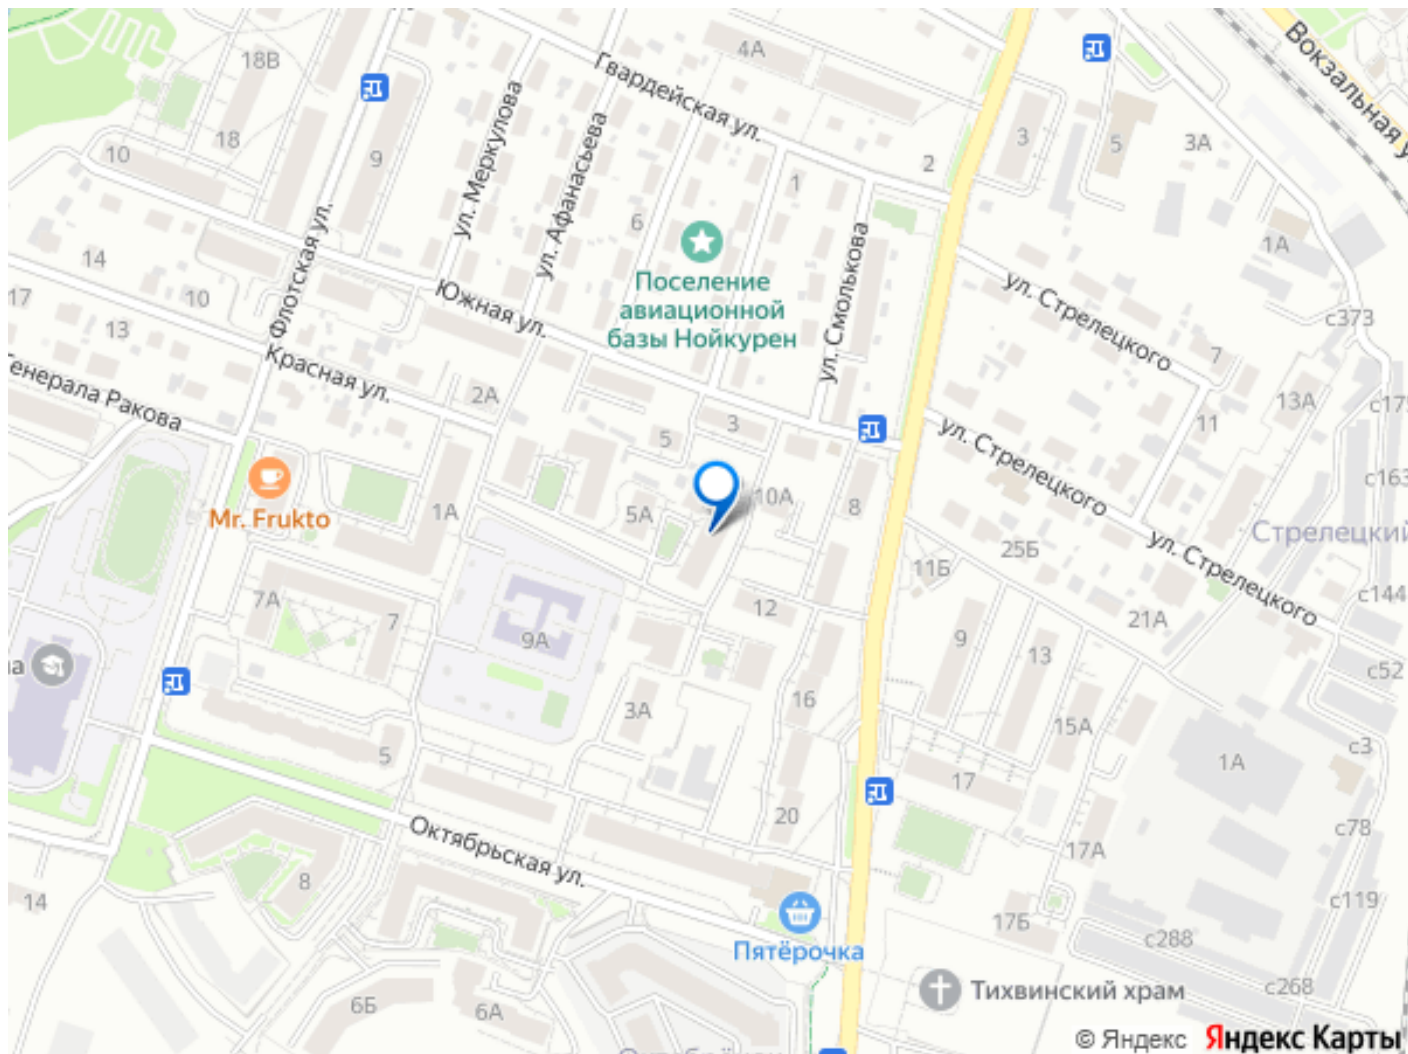 18В
4А
Гвардейская ул.
Вокзальная у
18
10
9
ул. Меркулова
ул. Афанасьева
3
5
3А
2
1
6
Флотская ул.
ул. Смолькова
1А
Поселение
авиационной
базы Нойкурен
ул. Стрелецкого
14
10
17
13
Южная ул.
Красная ул.
Генерала Ракова
2А
с373
7
13А
11
с175
с163
5
3
ул. Стрелецкого
Mr. Frukto
1А
5А
10А
8
25Б
11Б
ул. Стрелецкого
Стрелецкий
с144
21А
7А
7
9А
12
9
13
на
с52
3А
16
15А
с3
5
1А
17
20
с78
17А
Октябрьская ул.
8
14
с119
17Б
с288
Пятёрочка
Тихвинский храм
с268
6Б
6А
© Яндекс Яндекс Карты